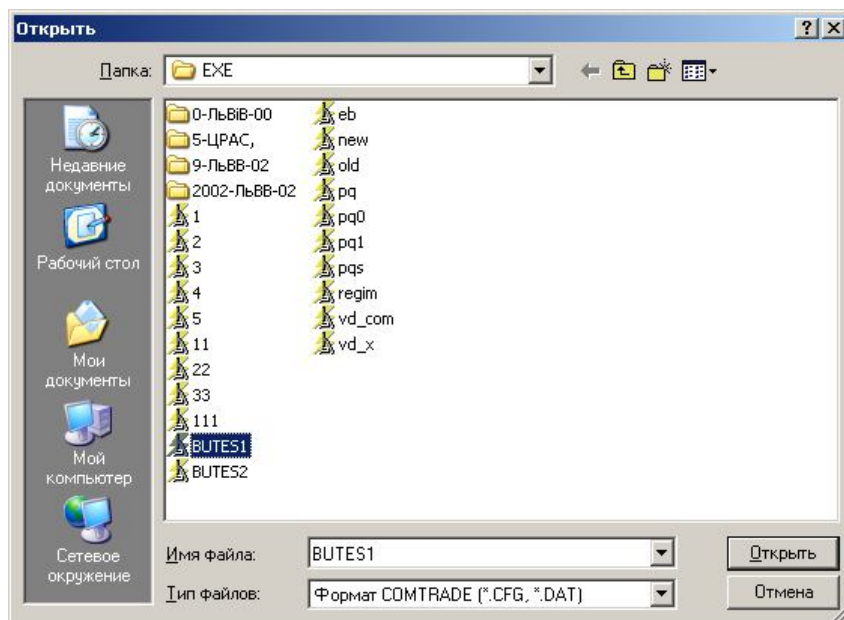 Открыть
Папка:
EXE
Недавние
документы
Рабочий стол
Мои
документы
Мой
компьютер
Сетевое
окружение
0-ЛЬВІВ-00
5-ЦРАС,
9-ЛЬВВ-02
2002-ЛЬВВ-02
1
2
3
4
5
11
22
33
111
BUTES1
BUTES2
eb
new
old
pq
pq0
pq1
pqs
regim
vd_com
vd_x
Имя файла:
BUTES1
Открыть
Тип файлов:
Формат COMTRADE (*.CFG, *.DAT)
Отмена